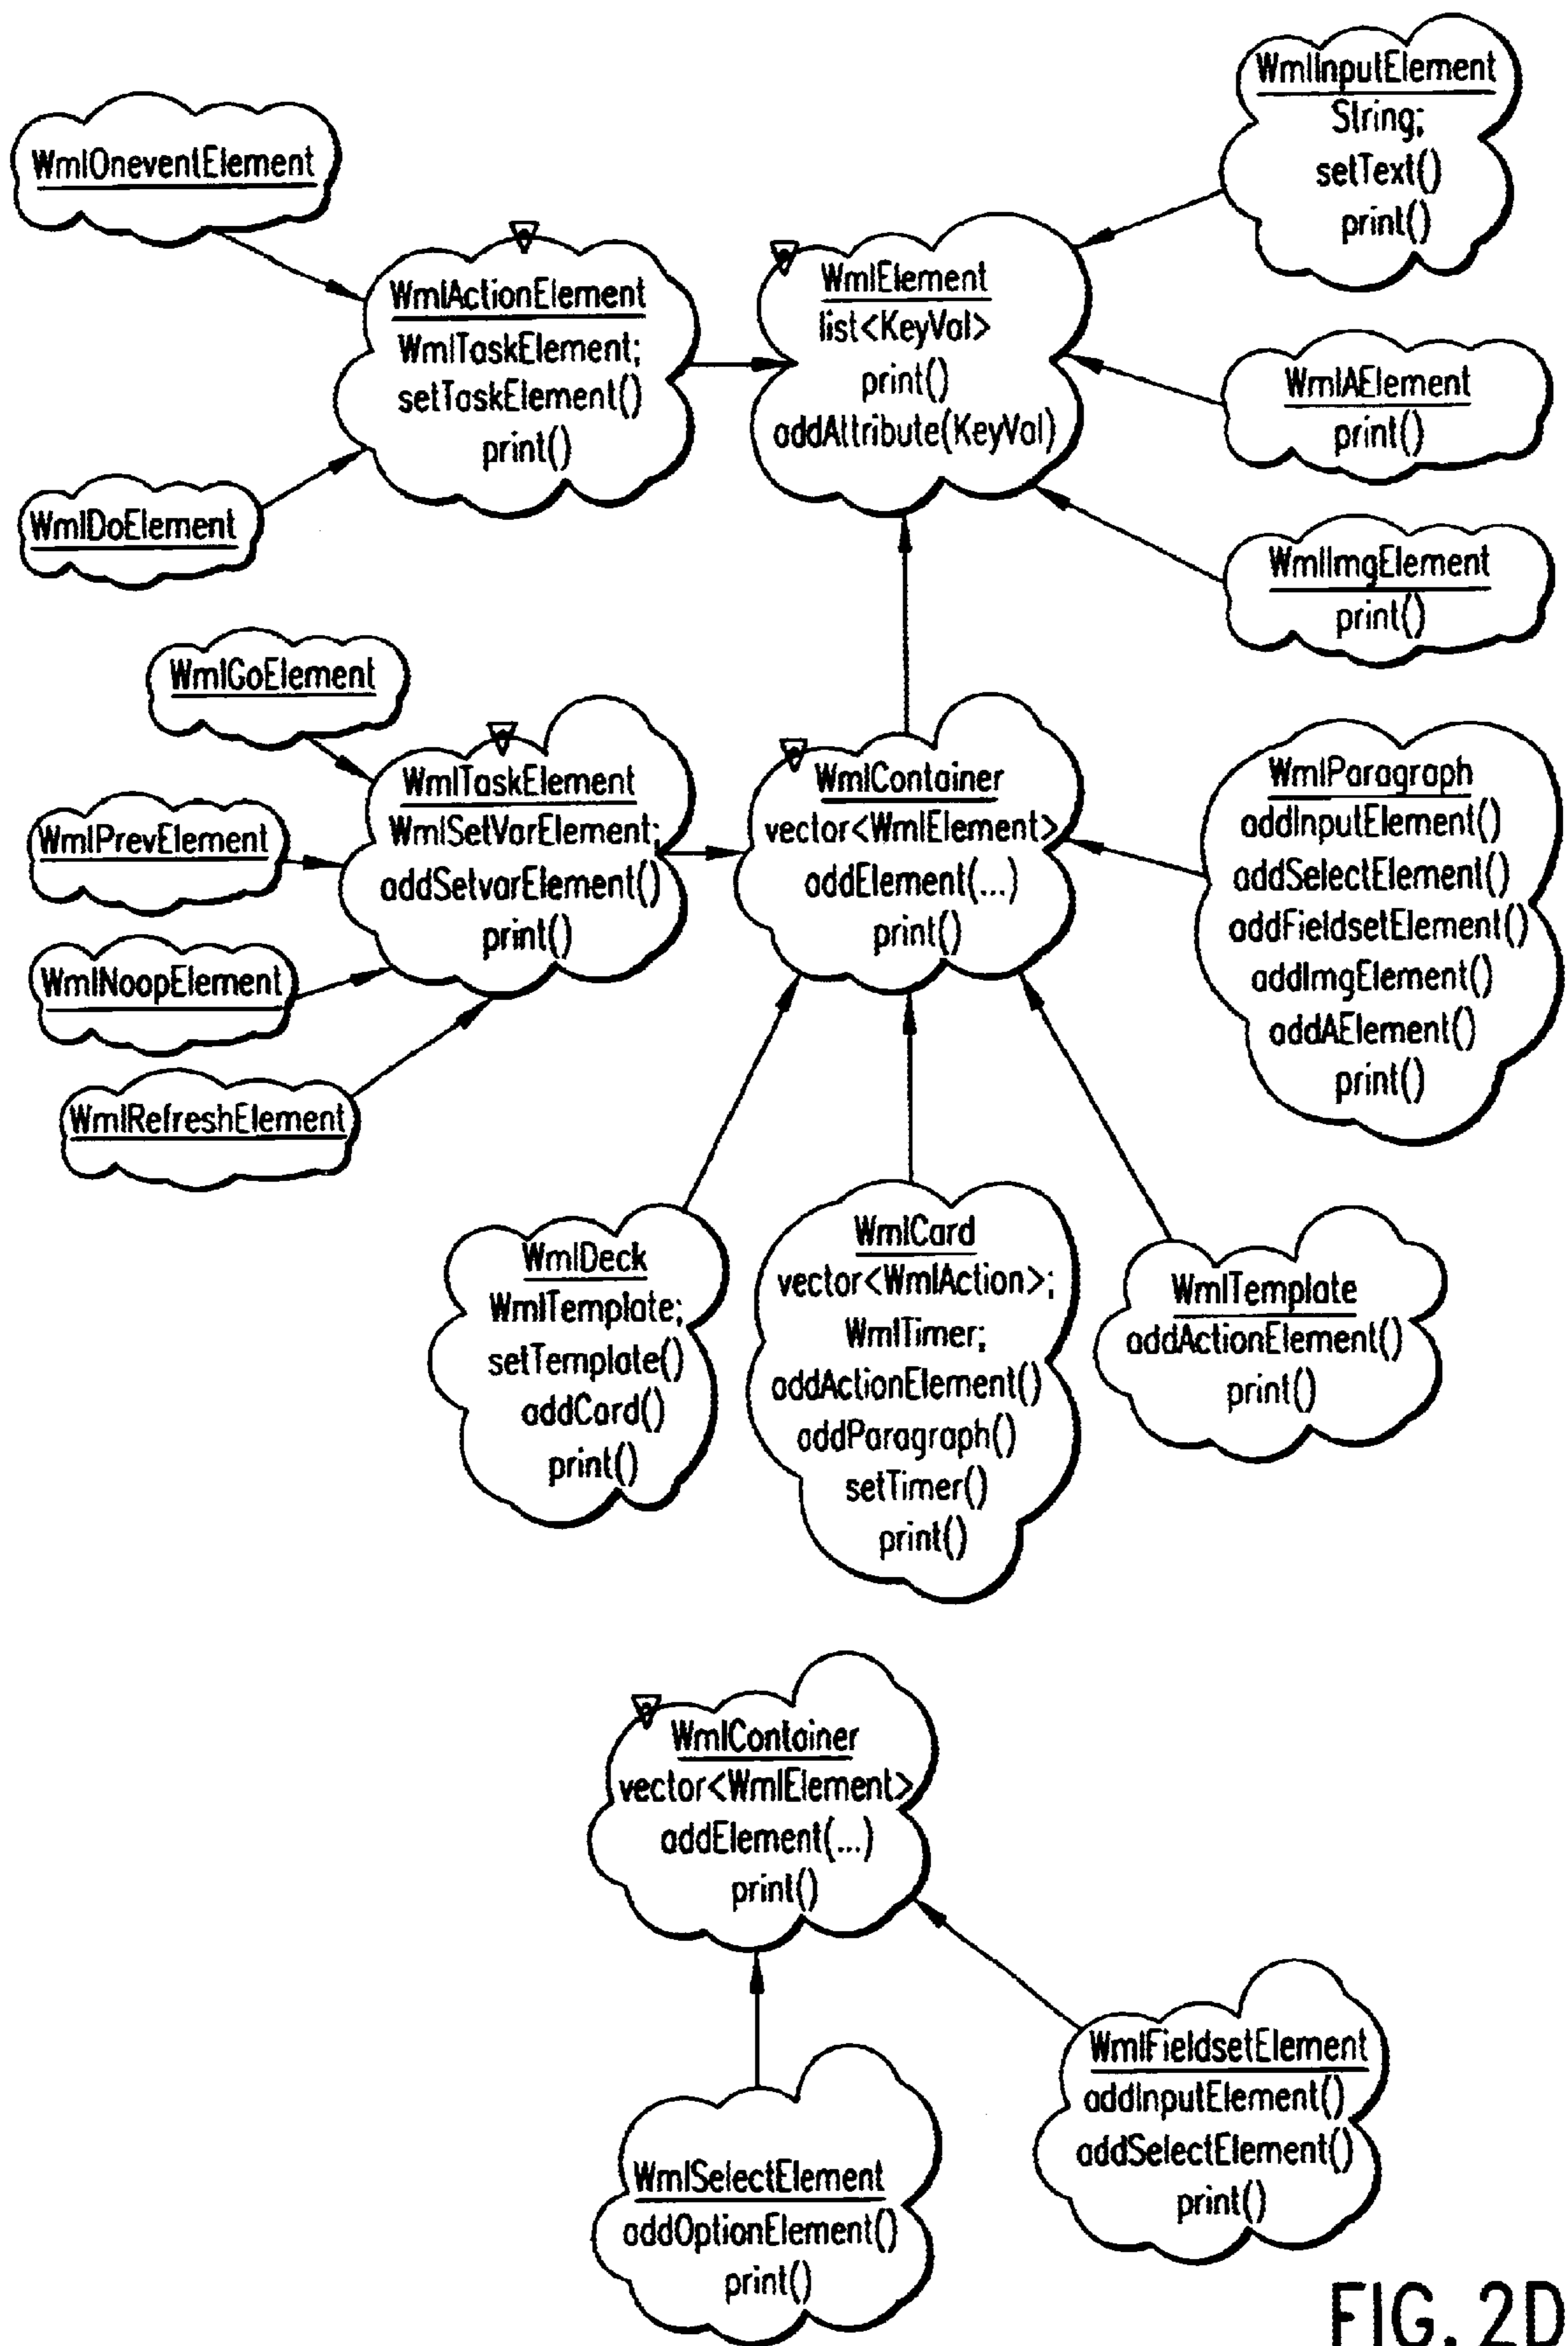 WmlInputElement
String;
setText()
print()
WmlOneventElement
WmlActionElement
WmlTaskElement;
setTaskElement()
print()
WmlElement
list<KeyVal>
print()
addAttribute(KeyVal)
WmlAElement
print()
WmlDoElement
WmlImgElement
print()
WmlGoElement
WmlTaskElement
WmlSetVarElement;
addSetvarElement()
print()
WmlContainer
vector<WmlElement>
addElement(...)
print()
WmlParagraph
addInputElement()
addSelectElement()
addFieldsetElement()
addImgElement()
addAElement()
print()
WmlPrevElement
WmlNoopElement
WmlRefreshElement
WmlDeck
WmlTemplate;
setTemplate()
addCard()
print()
WmlCard
vector<WmlAction>;
WmlTimer;
addActionElement()
addParagraph()
setTimer()
print()
WmlTemplate
addActionElement()
print()
WmlContainer
vector<WmlElement>
addElement(...)
print()
WmlFieldsetElement
addInputElement()
addSelectElement()
print()
WmlSelectElement
addOptionElement()
print()
FIG. 2D